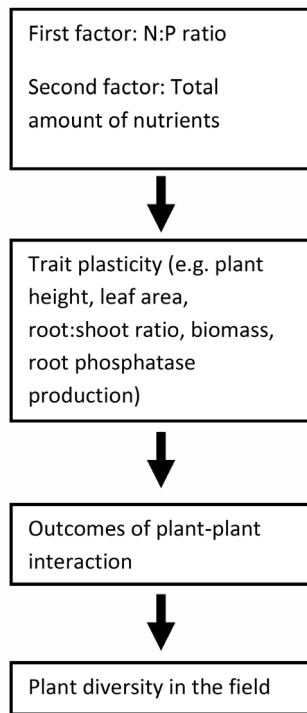 First factor: N:P ratio
Second factor: Total
amount of nutrients
Trait plasticity (e.g. plant
height, leaf area,
root:shoot ratio, biomass,
root phosphatase
production)
Outcomes of plant-plant
interaction
Plant diversity in the field